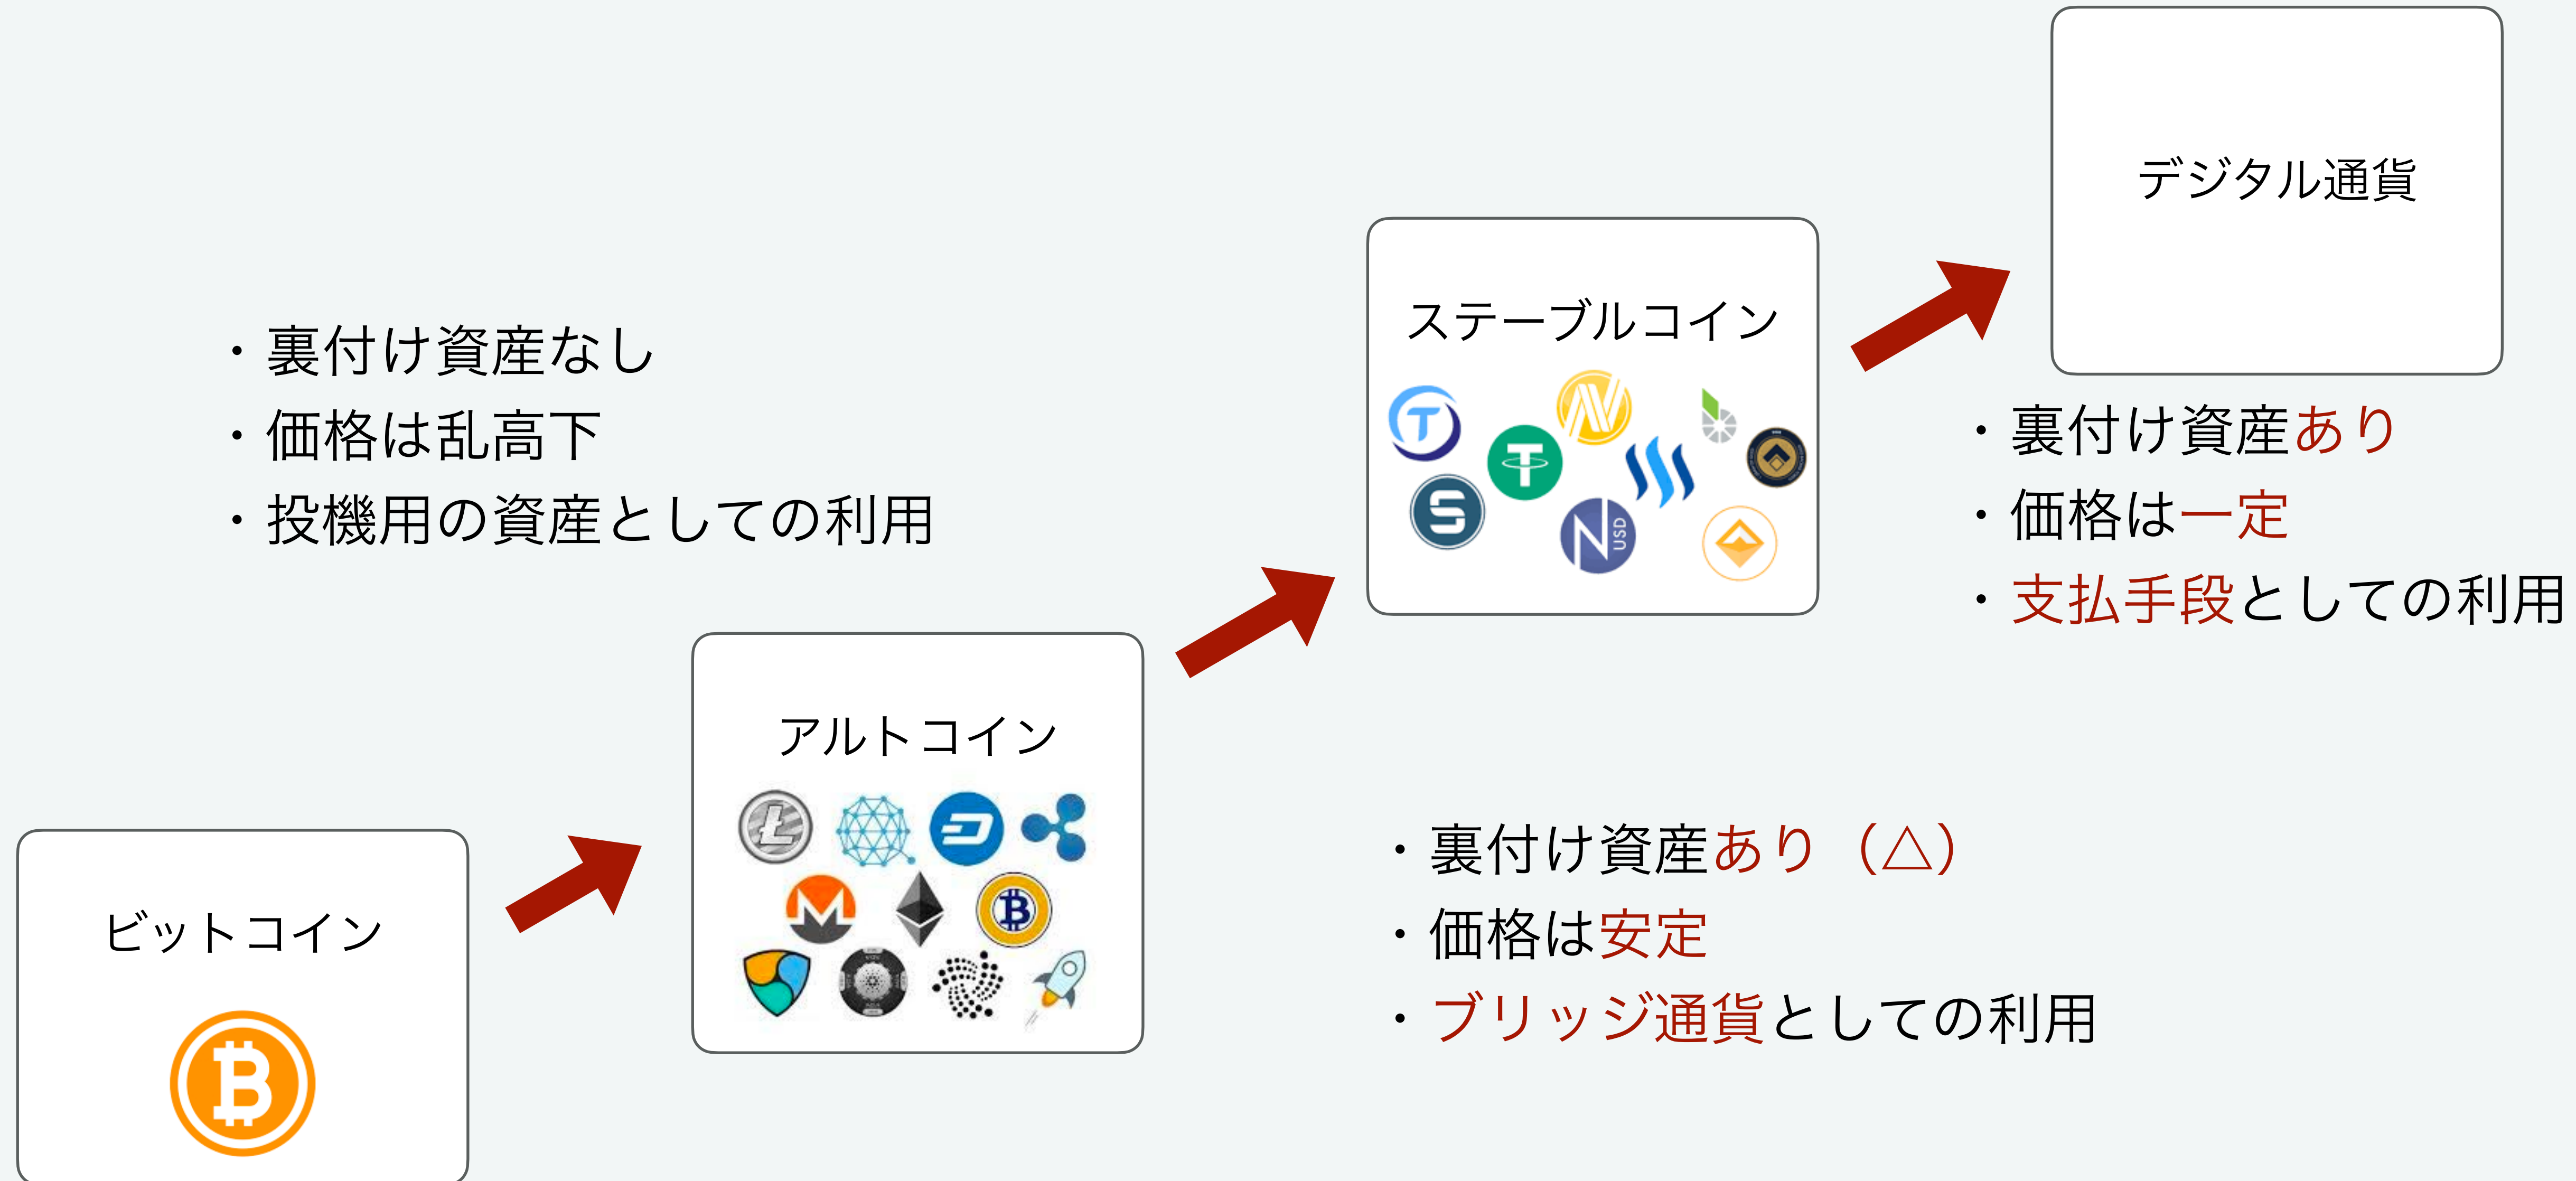 デジタル通貨
・裏付け資産あり
・価格は一定
・支払手段としての利用
ステーブルコイン
USD
・裏付け資産あり（△）
・価格は安定
・ブリッジ通貨としての利用
・裏付け資産なし
・価格は乱高下
・投機用の資産としての利用
アルトコイン
ビットコイン